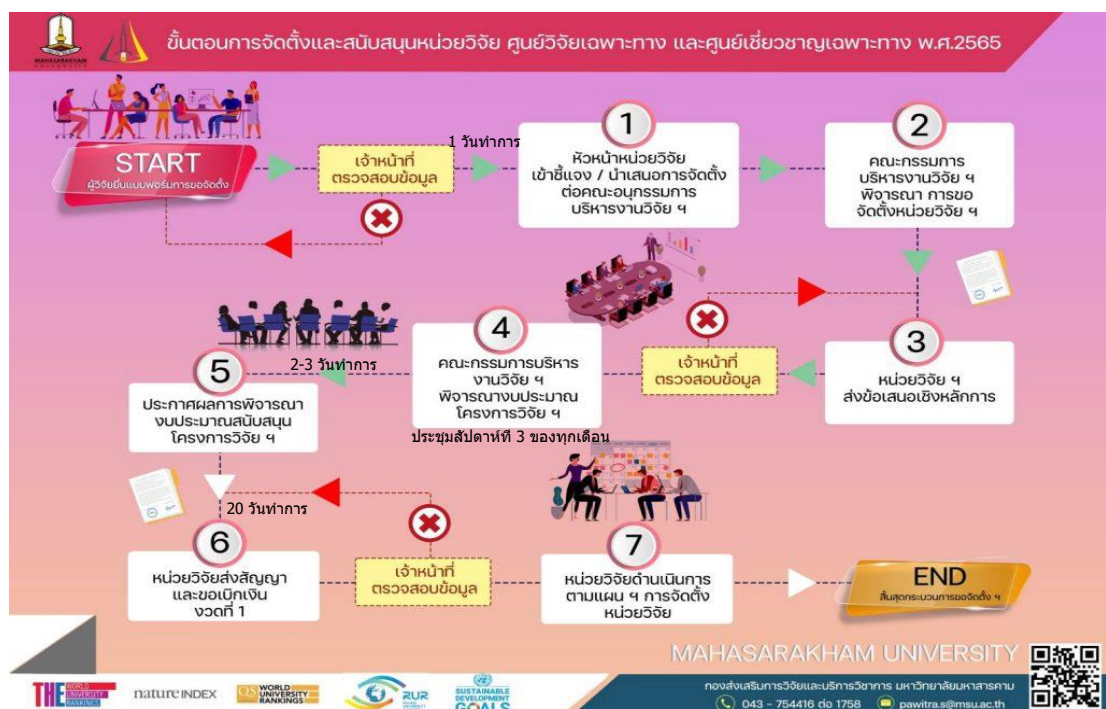 MAHASARAKHAM
UNIVERSITY
ขั้นตอนการจัดตั้งและสนับสนุนหน่วยวิจัย ศูนย์วิจัยเฉพาะทาง และศูนย์เชี่ยวชาญเฉพาะทาง พ.ศ.2565
START
ผู้วิจัยยื่นแบบฟอร์มการขอจัดตั้ง
เจ้าหน้าที่
ตรวจสอบข้อมูล
1 วันทำการ
1
หัวหน้าหน่วยวิจัย
เข้าชี้แจง / นำเสนอการจัดตั้ง
ต่อคณะอนุกรรมการ
บริหารงานวิจัย ฯ
2
คณะกรรมการ
บริหารงานวิจัย ฯ
พิจารณา การขอ
จัดตั้งหน่วยวิจัย ฯ
3
หน่วยวิจัย ฯ
ส่งข้อเสนอเชิงหลักการ
เจ้าหน้าที่
ตรวจสอบข้อมูล
4
คณะกรรมการบริหาร
งานวิจัย ฯ
พิจารณางบประมาณ
โครงการวิจัย ฯ
ประชุมสัปดาห์ที่ 3 ของทุกเดือน
2-3 วันทำการ
5
ประกาศผลการพิจารณา
งบประมาณสนับสนุน
โครงการวิจัย ฯ
20 วันทำการ
6
หน่วยวิจัยส่งสัญญา
และขอเบิกเงิน
งวดที่ 1
เจ้าหน้าที่
ตรวจสอบข้อมูล
7
หน่วยวิจัยดำเนินการ
ตามแผน ฯ การจัดตั้ง
หน่วยวิจัย
END
สิ้นสุดกระบวนการขอจัดตั้ง ฯ
MAHASARAKHAM UNIVERSITY
THE WORLD
UNIVERSITY
RANKINGS
nature INDEX
QS WORLD
UNIVERSITY
RANKINGS
RUR
SUSTAINABLE
DEVELOPMENT
GOALS
กองส่งเสริมการวิจัยและบริการวิชาการ มหาวิทยาลัยมหาสารคาม
043 - 754416 ต่อ 1758
pawitra.s@msu.ac.th